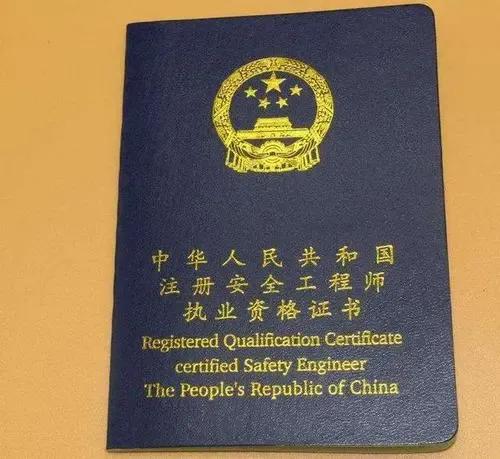 中华人民共和国
注册安全工程师
执业资格证书
Registered Qualification Certificate
certified Safety Engineer
The People's Republic of China